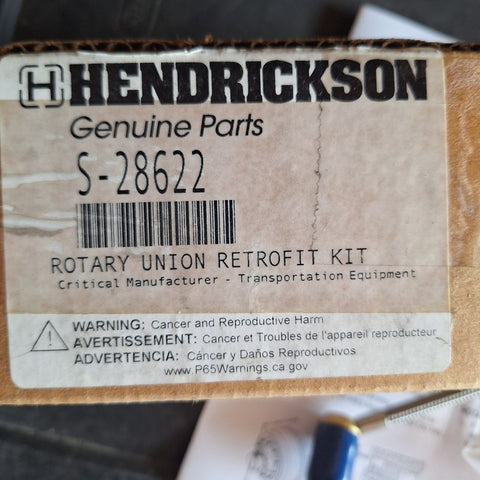 HENDRICKSON
Genuine Parts
S-28622
ROTARY UNION RETROFIT KIT
Critical Manufacturer - Transportation Equipment
WARNING: Cancer and Reproductive Harm
AVERTISSEMENT: Cancer et Troubles de l'appareil reproducteur
ADVERTENCIA: Cáncer y Daños Reproductivos
www.P65Warnings.ca.gov